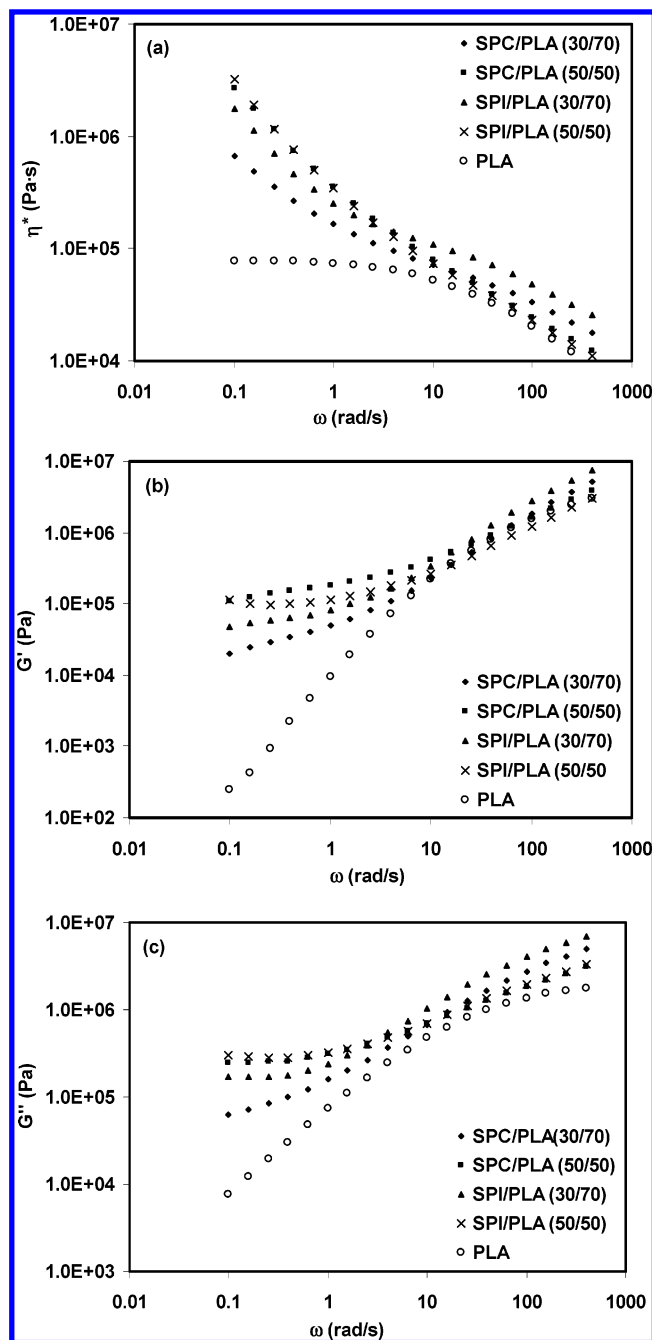 (a)
SPC/PLA (30/70)
SPC/PLA (50/50)
SPI/PLA (30/70)
SPI/PLA (50/50)
PLA
1.0E+07
1.0E+06
1.0E+05
1.0E+04
η* (Pa·s)
0.01 0.1 1 10 100 1000
ω (rad/s)
(b)
1.0E+07
1.0E+06
1.0E+05
1.0E+04
1.0E+03
1.0E+02
G' (Pa)
SPC/PLA (30/70)
SPC/PLA (50/50)
SPI/PLA (30/70)
SPI/PLA (50/50
PLA
0.01 0.1 1 10 100 1000
ω (rad/s)
(c)
1.0E+07
1.0E+06
1.0E+05
1.0E+04
1.0E+03
G" (Pa)
SPC/PLA(30/70)
SPC/PLA (50/50)
SPI/PLA (30/70)
SPI/PLA (50/50)
PLA
0.01 0.1 1 10 100 1000
ω (rad/s)